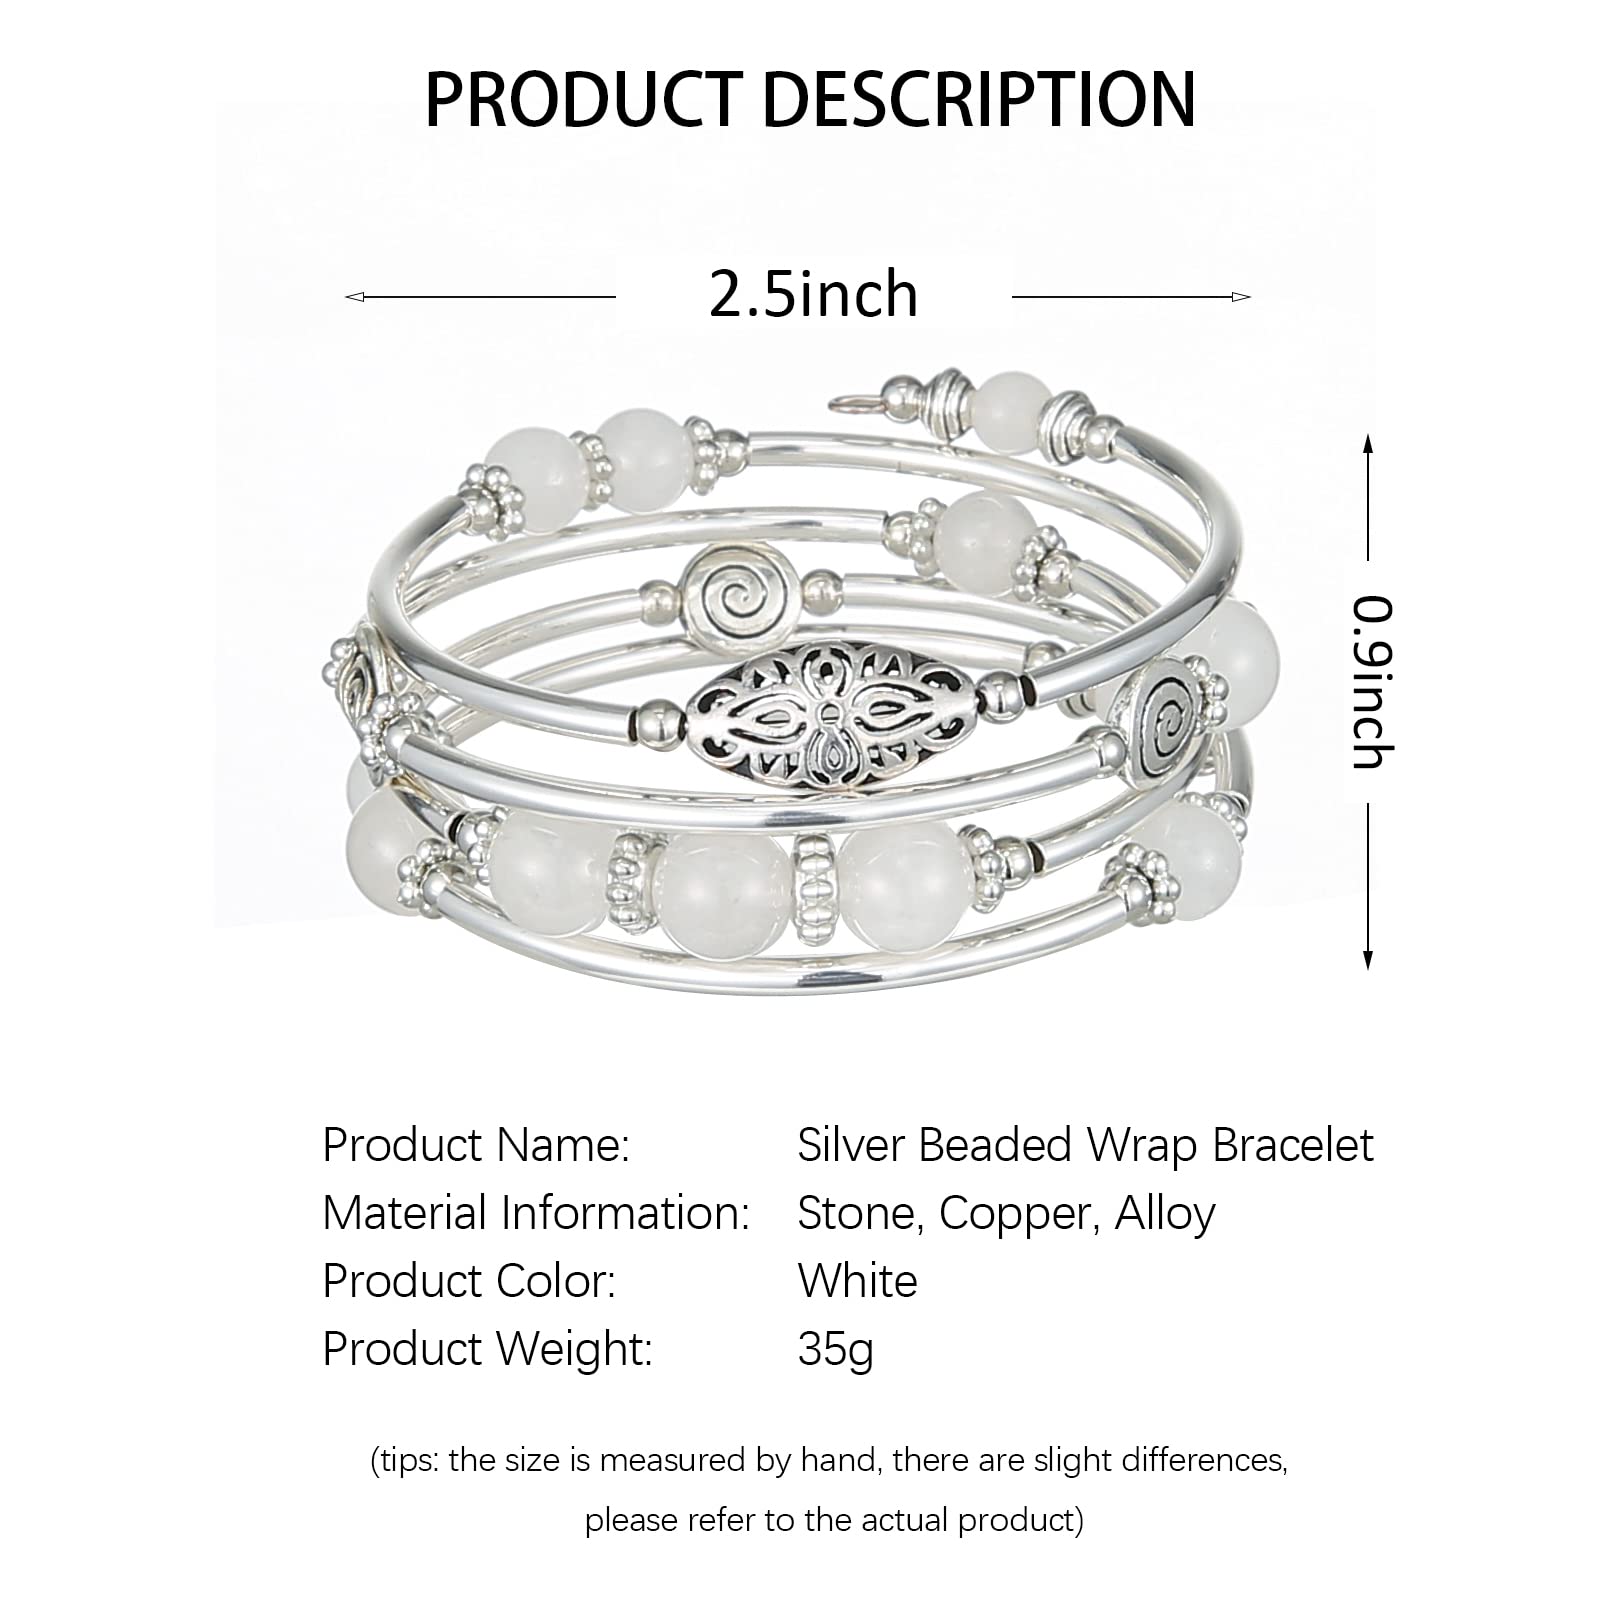 PRODUCT DESCRIPTION
2.5inch
0.9inch
Product Name: Silver Beaded Wrap Bracelet
Material Information: Stone, Copper, Alloy
Product Color: White
Product Weight: 35g
(tips: the size is measured by hand, there are slight differences,
please refer to the actual product)